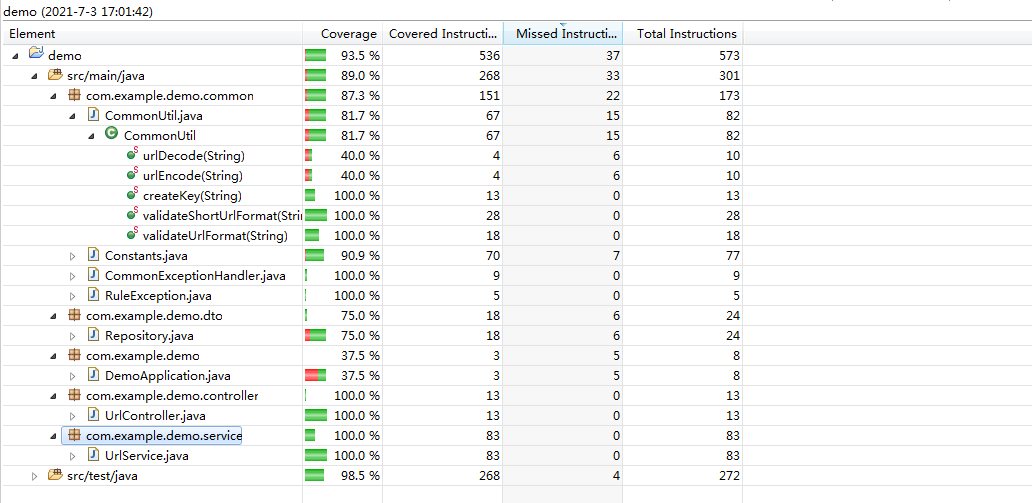 demo (2021-7-3 17:01:42)
Element Coverage Covered Instructi... Missed Instructi... Total Instructions
demo 93.5 % 536 37 573
src/main/java 89.0 % 268 33 301
com.example.demo.common 87.3 % 151 22 173
CommonUtil.java 81.7 % 67 15 82
CommonUtil 81.7 % 67 15 82
urlDecode(String) 40.0 % 4 6 10
urlEncode(String) 40.0 % 4 6 10
createKey(String) 100.0 % 13 0 13
validateShortUrlFormat(Stri 100.0 % 28 0 28
validateUrlFormat(String) 100.0 % 18 0 18
Constants.java 90.9 % 70 7 77
CommonExceptionHandler.java 100.0 % 9 0 9
RuleException.java 100.0 % 5 0 5
com.example.demo.dto 75.0 % 18 6 24
Repository.java 75.0 % 18 6 24
com.example.demo 37.5 % 3 5 8
DemoApplication.java 37.5 % 3 5 8
com.example.demo.controller 100.0 % 13 0 13
UrlController.java 100.0 % 13 0 13
com.example.demo.service 100.0 % 83 0 83
UrlService.java 100.0 % 83 0 83
src/test/java 98.5 % 268 4 272